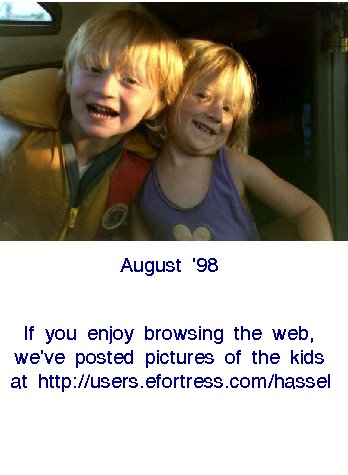 August '98
If you enjoy browsing the web,
we've posted pictures of the kids
at http://users.efortress.com/hassel